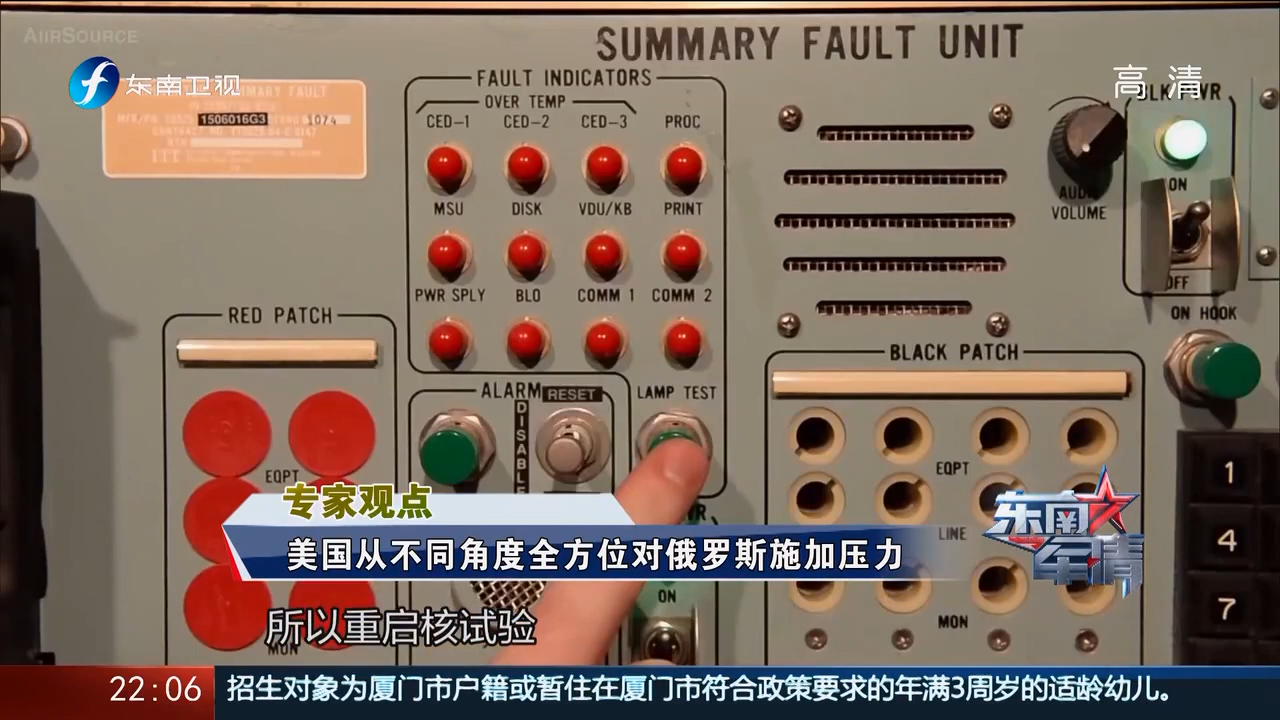 AIIRSOURCE
SUMMARY FAULT UNIT
东南卫视
高清
FAULT INDICATORS
OVER TEMP
CED-1 CED-2 CED-3 PROC
MSU DISK VDU/KB PRINT
PWR SPLY BLO COMM 1 COMM 2
1506016G3
1074
AUDIO
VOLUME
ON
OFF
ON HOOK
RED PATCH
EQPT
MON
ALARM RESET
DISABLE
LAMP TEST
ON
BLACK PATCH
EQPT
LINE
MON
1
4
7
专家观点
美国从不同角度全方位对俄罗斯施加压力
东南军情
所以重启核试验
22:06 招生对象为厦门市户籍或暂住在厦门市符合政策要求的年满3周岁的适龄幼儿。